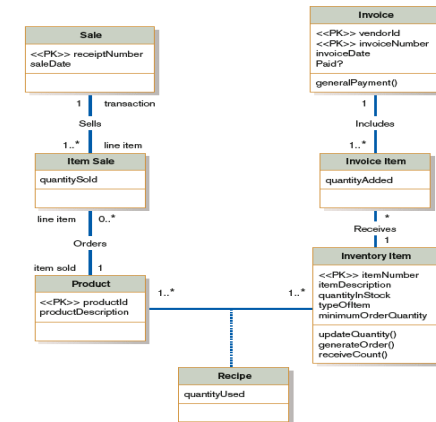 Sale
<<PK>> receiptNumber
saleDate
1 transaction
Sells
1..* line item
Item Sale
quantitySold
line item 0..*
Orders
item sold 1
Product
<<PK>> productId
productDescription
1..*
1..*
Recipe
quantityUsed
Invoice
<<PK>> vendorId
<<PK>> invoiceNumber
invoiceDate
Paid?
generalPayment()
1
Includes
1..*
Invoice Item
quantityAdded
*
Receives
1
Inventory Item
<<PK>> itemNumber
itemDescription
quantityInStock
typeOfItem
minimumOrderQuantity
updateQuantity()
generateOrder()
receiveCount()